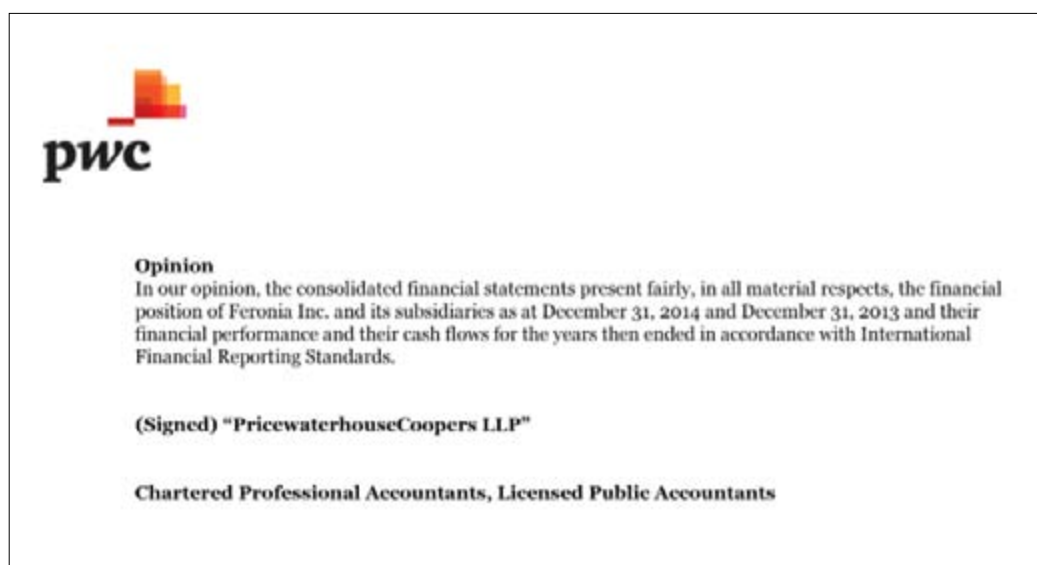 pwc
Opinion
In our opinion, the consolidated financial statements present fairly, in all material respects, the financial
position of Feronia Inc. and its subsidiaries as at December 31, 2014 and December 31, 2013 and their
financial performance and their cash flows for the years then ended in accordance with International
Financial Reporting Standards.
(Signed) “PricewaterhouseCoopers LLP”
Chartered Professional Accountants, Licensed Public Accountants